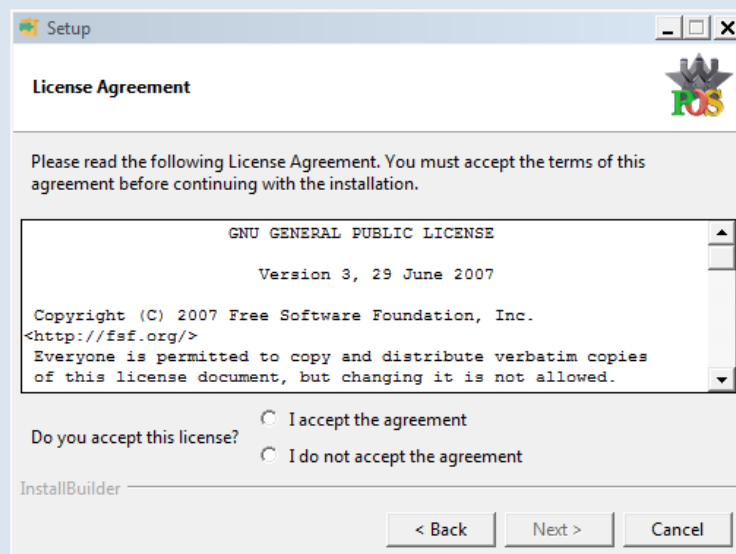 Setup
License Agreement
W
POS
Please read the following License Agreement. You must accept the terms of this
agreement before continuing with the installation.
GNU GENERAL PUBLIC LICENSE
Version 3, 29 June 2007
Copyright (C) 2007 Free Software Foundation, Inc.
<http://fsf.org/>
Everyone is permitted to copy and distribute verbatim copies
of this license document, but changing it is not allowed.
Do you accept this license?
I accept the agreement
I do not accept the agreement
InstallBuilder
< Back Next > Cancel